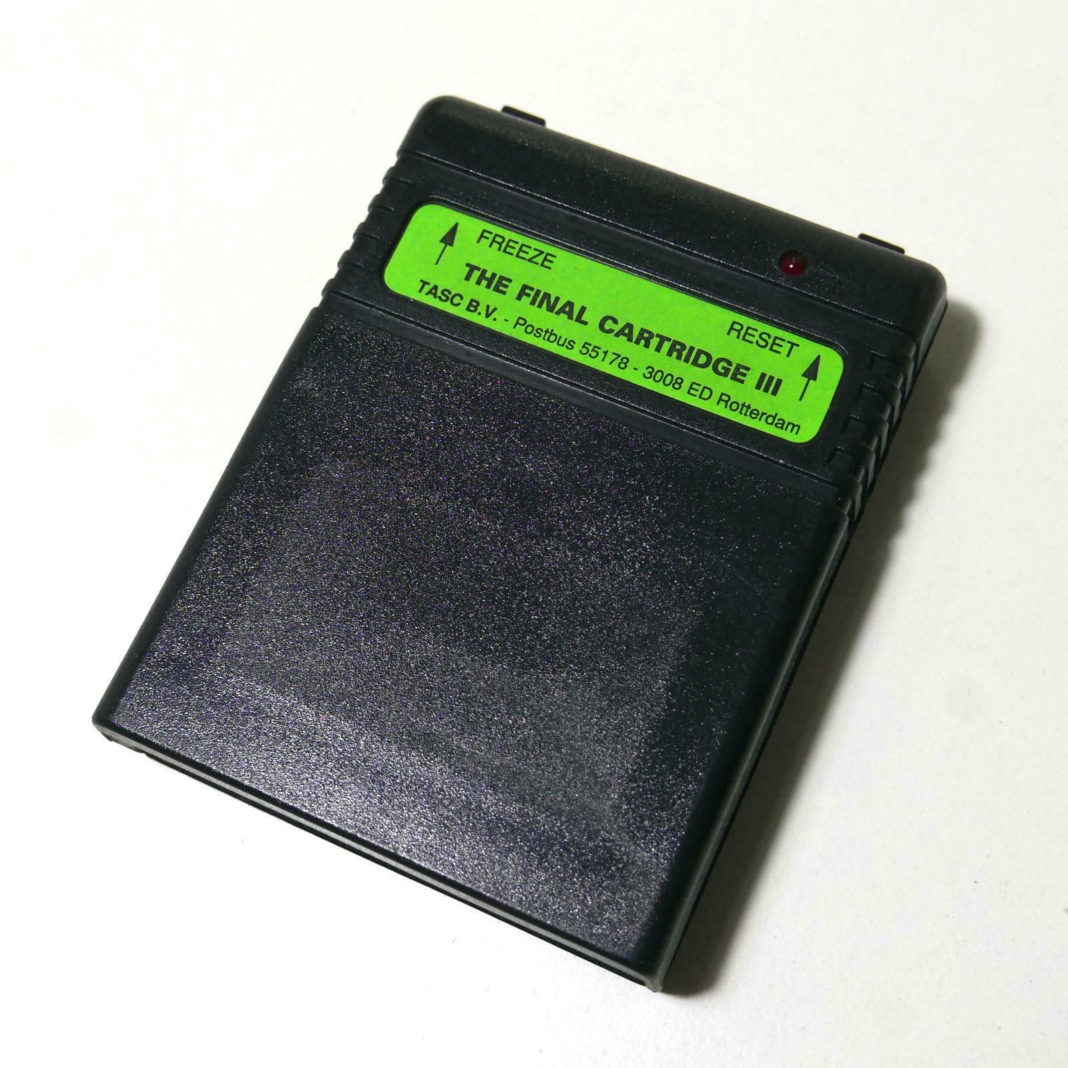 FREEZE
RESET
THE FINAL CARTRIDGE III
TASC B.V. - Postbus 55178 - 3008 ED Rotterdam